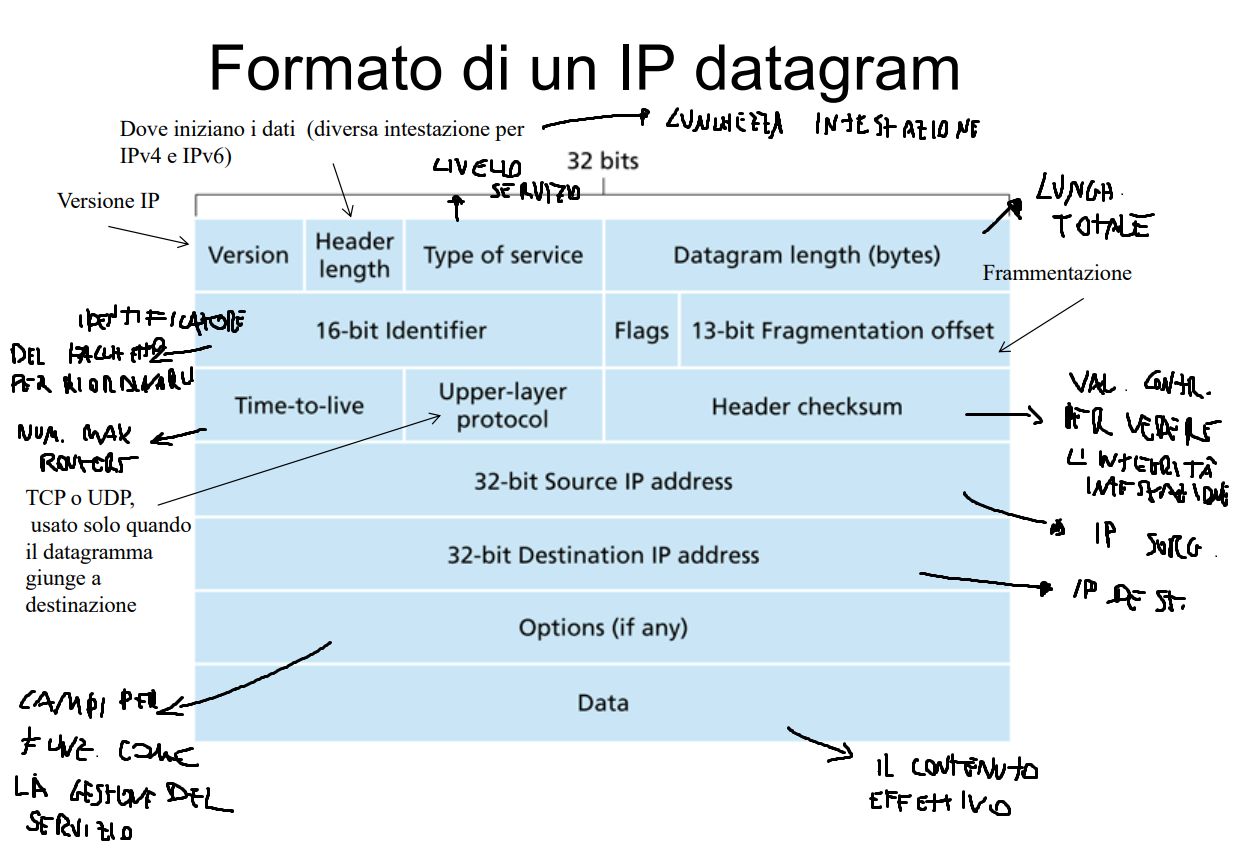 Formato di un IP datagram
Dove iniziano i dati (diversa intestazione per
IPv4 e IPv6)
LUNGHEZZA INTESTAZIONE
32 bits
LIVELLO
SERVIZIO
Versione IP
LUNGH.
TOTALE
Version
Header
length
Type of service
Datagram length (bytes)
Frammentazione
IDENTIFICATORE
DEL PACCHETTO
PER RIORDINARLI
16-bit Identifier
Flags
13-bit Fragmentation offset
Time-to-live
Upper-layer
protocol
Header checksum
VAL. CONTR.
PER VEDERE
L'INTEGRITÀ
INTESTAZIONE
NUM. MAX
ROUTERS
TCP o UDP,
usato solo quando
il datagramma
giunge a
destinazione
32-bit Source IP address
IP SORG.
32-bit Destination IP address
IP DEST.
Options (if any)
CAMPI PER
FUNZ. COME
LA GESTIONE DEL
SERVIZIO
Data
IL CONTENUTO
EFFETTIVO